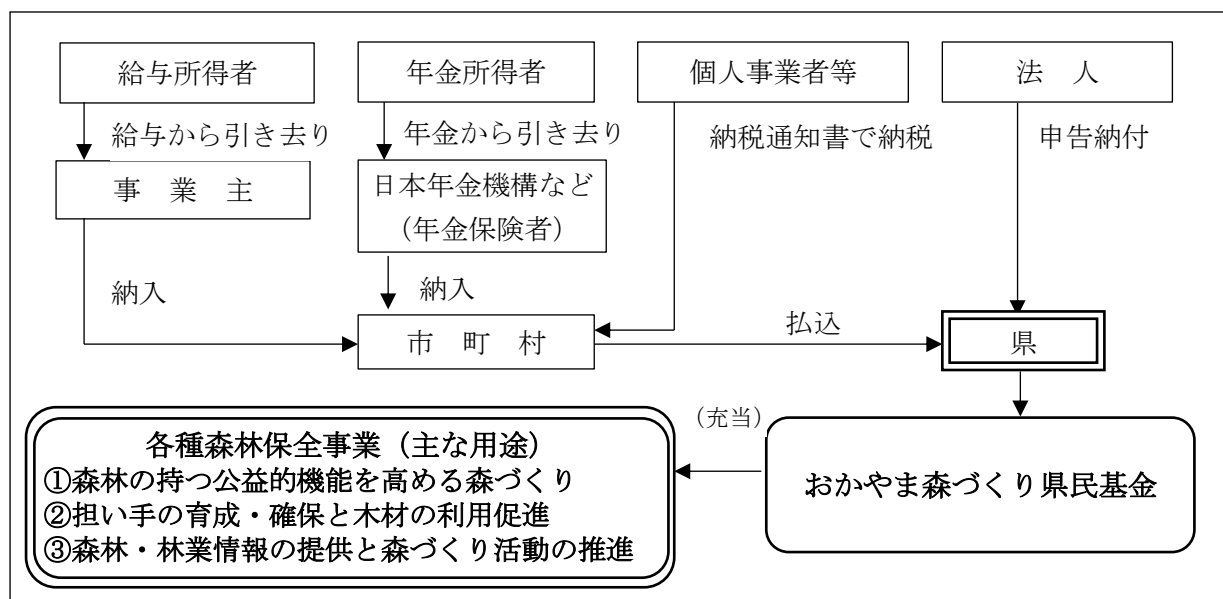 給与所得者
年金所得者
個人事業者等
法　人
給与から引き去り
年金から引き去り
納税通知書で納税
申告納付
事　業　主
日本年金機構など
（年金保険者）
納入
納入
市　町　村
払込
県
（充当）
各種森林保全事業（主な用途）
①森林の持つ公益的機能を高める森づくり
②担い手の育成・確保と木材の利用促進
③森林・林業情報の提供と森づくり活動の推進
おかやま森づくり県民基金